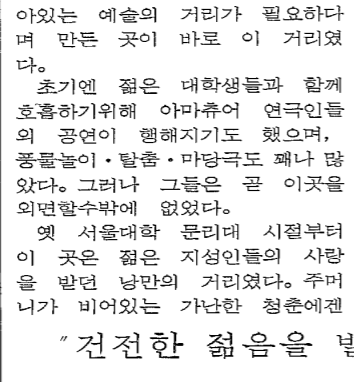 아있는 예술의 거리가 필요하다
며 만든 곳이 바로 이 거리였
다.
초기엔 젊은 대학생들과 함께
호흡하기위해 아마츄어 연극인들
의 공연이 행해지기도 했으며,
풍물놀이·탈춤·마당극도 꽤나 많
았다. 그러나 그들은 곧 이곳을
외면할수밖에 없었다.
옛 서울대학 문리대 시절부터
이 곳은 젊은 지성인들의 사랑
을 받던 낭만의 거리였다. 주머
니가 비어있는 가난한 청춘에겐
"건전한 젊음을